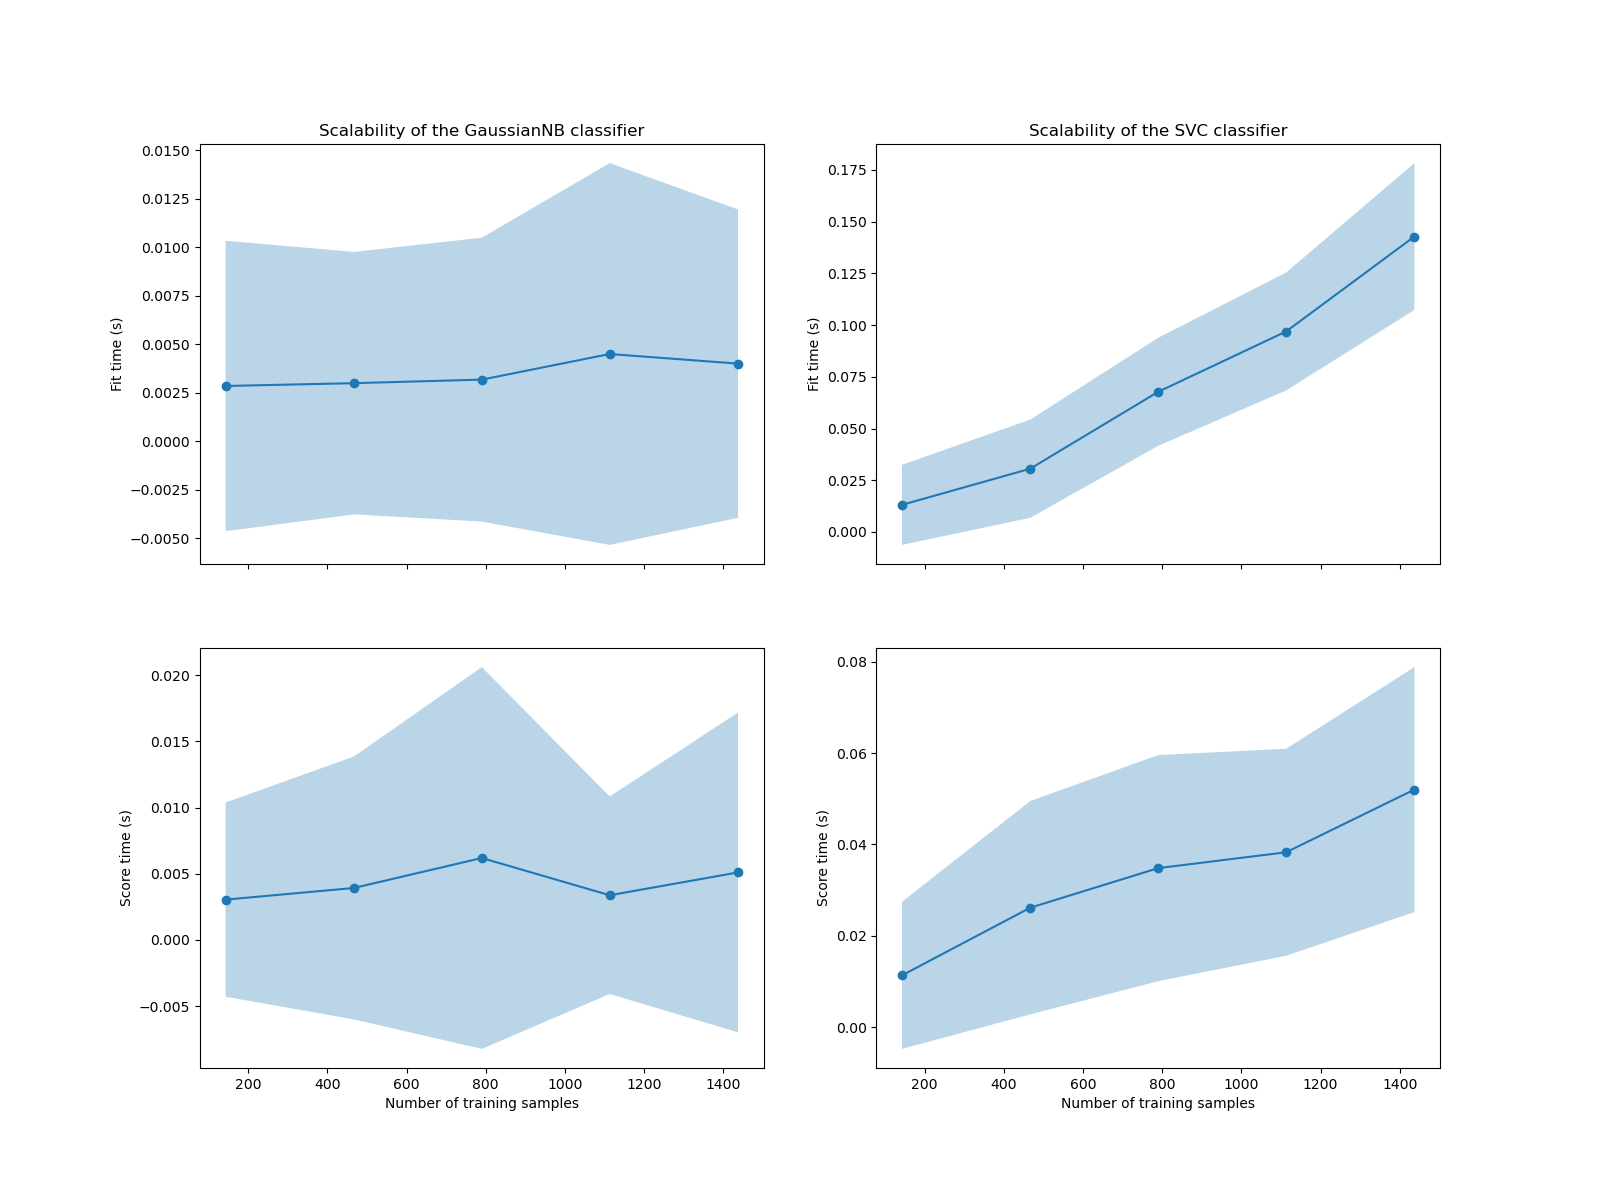 Scalability of the GaussianNB classifier
0.0150
0.0125
0.0100
0.0075
0.0050
0.0025
0.0000
−0.0025
−0.0050
Fit time (s)
Scalability of the SVC classifier
0.175
0.150
0.125
0.100
0.075
0.050
0.025
0.000
Fit time (s)
0.020
0.015
0.010
0.005
0.000
−0.005
Score time (s)
200 400 600 800 1000 1200 1400
Number of training samples
0.08
0.06
0.04
0.02
0.00
Score time (s)
200 400 600 800 1000 1200 1400
Number of training samples